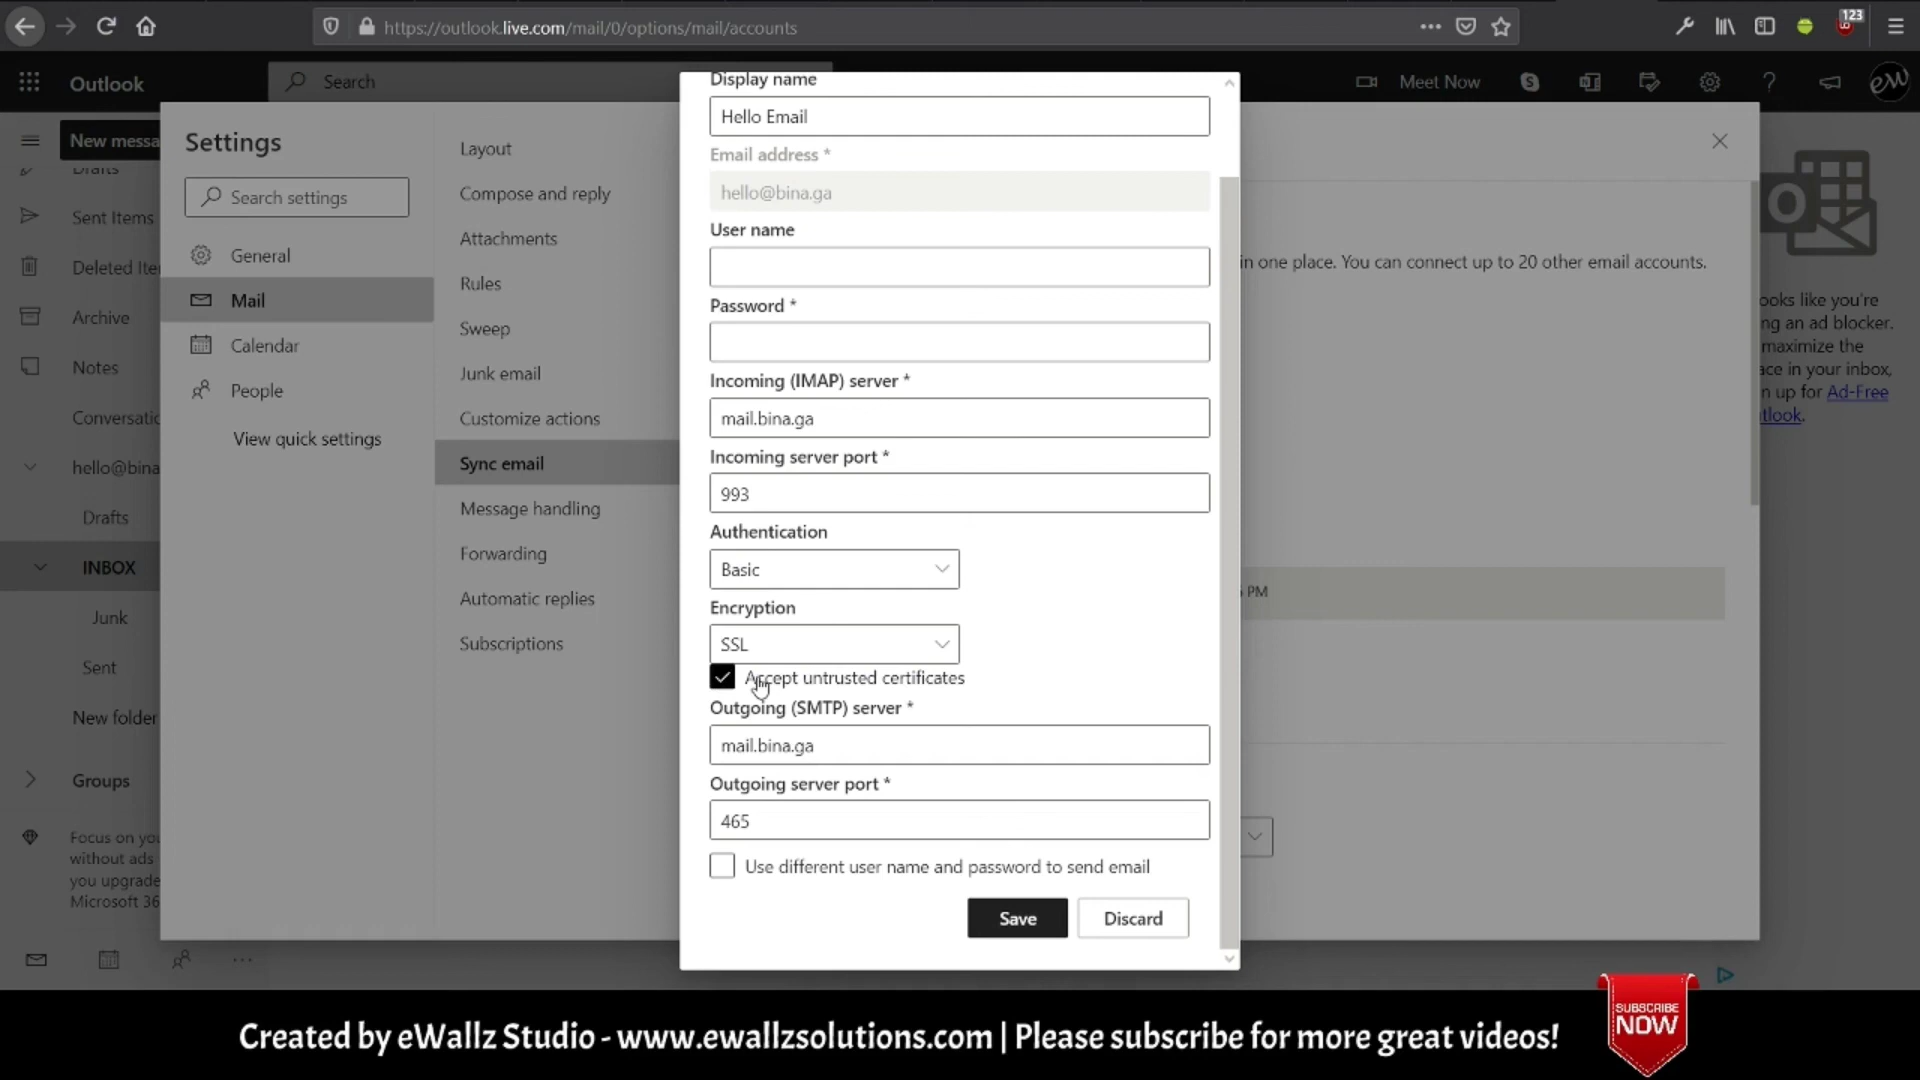 https://outlook.live.com/mail/0/options/mail/accounts
123
Outlook
Search
Meet Now
New messa
Drafts
Sent Items
Deleted Ite
Archive
Notes
Conversatio
hello@bina
Drafts
INBOX
Junk
Sent
New folder
Groups
Focus on you
without ads
you upgrade
Microsoft 36
Settings
Search settings
General
Mail
Calendar
People
View quick settings
Layout
Compose and reply
Attachments
Rules
Sweep
Junk email
Customize actions
Sync email
Message handling
Forwarding
Automatic replies
Subscriptions
Display name
Hello Email
Email address *
hello@bina.ga
User name
Password *
Incoming (IMAP) server *
mail.bina.ga
Incoming server port *
993
Authentication
Basic
Encryption
SSL
Accept untrusted certificates
Outgoing (SMTP) server *
mail.bina.ga
Outgoing server port *
465
Use different user name and password to send email
Save
Discard
in one place. You can connect up to 20 other email accounts.
PM
ooks like you're
ng an ad blocker.
maximize the
ace in your inbox,
n up for Ad-Free
tlook.
Created by eWallz Studio - www.ewallzsolutions.com | Please subscribe for more great videos!
SUBSCRIBE
NOW